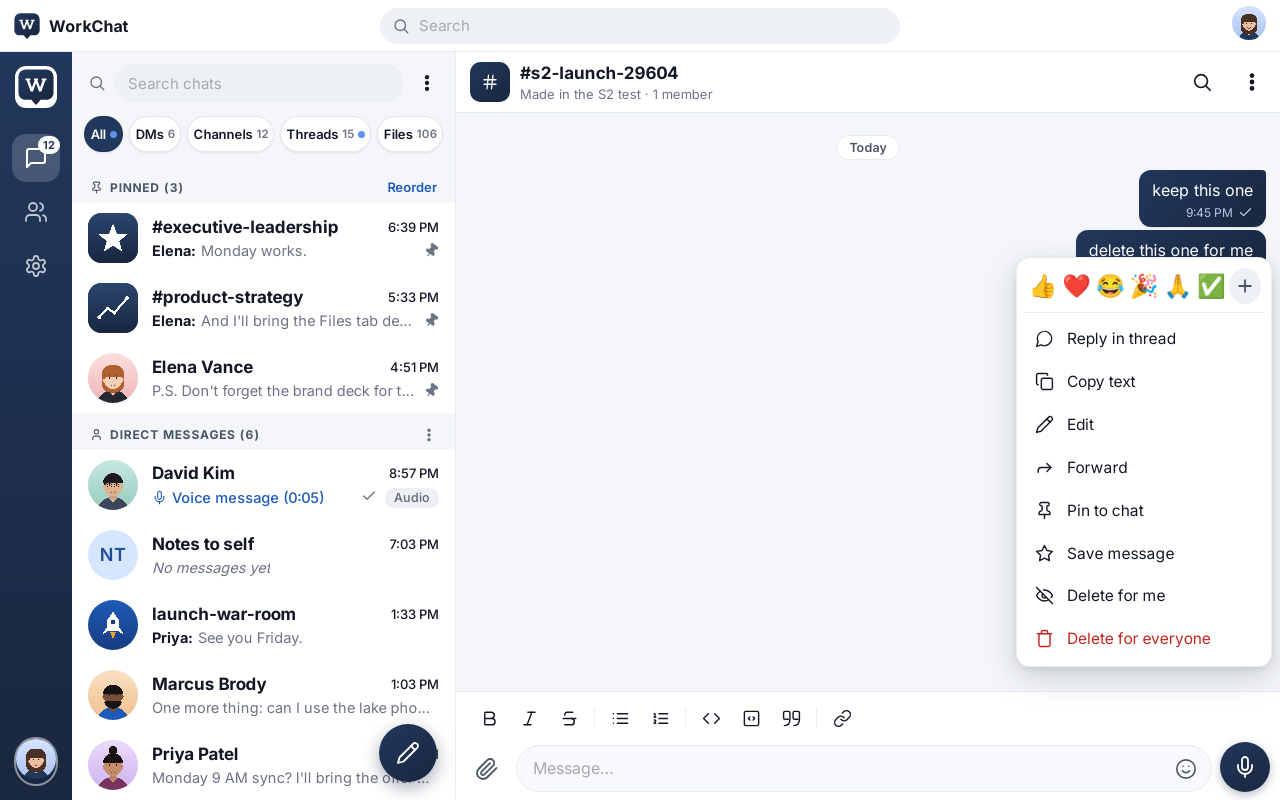 W WorkChat
Search
W
12
Search chats
All
DMs 6
Channels 12
Threads 15
Files 106
PINNED (3)
Reorder
#executive-leadership
6:39 PM
Elena: Monday works.
#product-strategy
5:33 PM
Elena: And I'll bring the Files tab de...
Elena Vance
4:51 PM
P.S. Don't forget the brand deck for t...
DIRECT MESSAGES (6)
David Kim
8:57 PM
Voice message (0:05)
Audio
NT
Notes to self
7:03 PM
No messages yet
launch-war-room
1:33 PM
Priya: See you Friday.
Marcus Brody
1:03 PM
One more thing: can I use the lake pho...
Priya Patel
Monday 9 AM sync? I'll bring the
#s2-launch-29604
Made in the S2 test · 1 member
Today
keep this one
9:45 PM
delete this one for me
Reply in thread
Copy text
Edit
Forward
Pin to chat
Save message
Delete for me
Delete for everyone
Message...